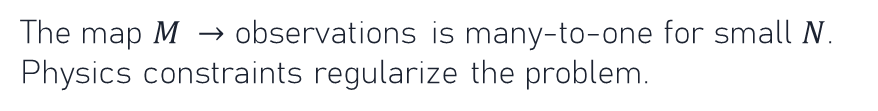 The map M → observations is many-to-one for small N.
Physics constraints regularize the problem.